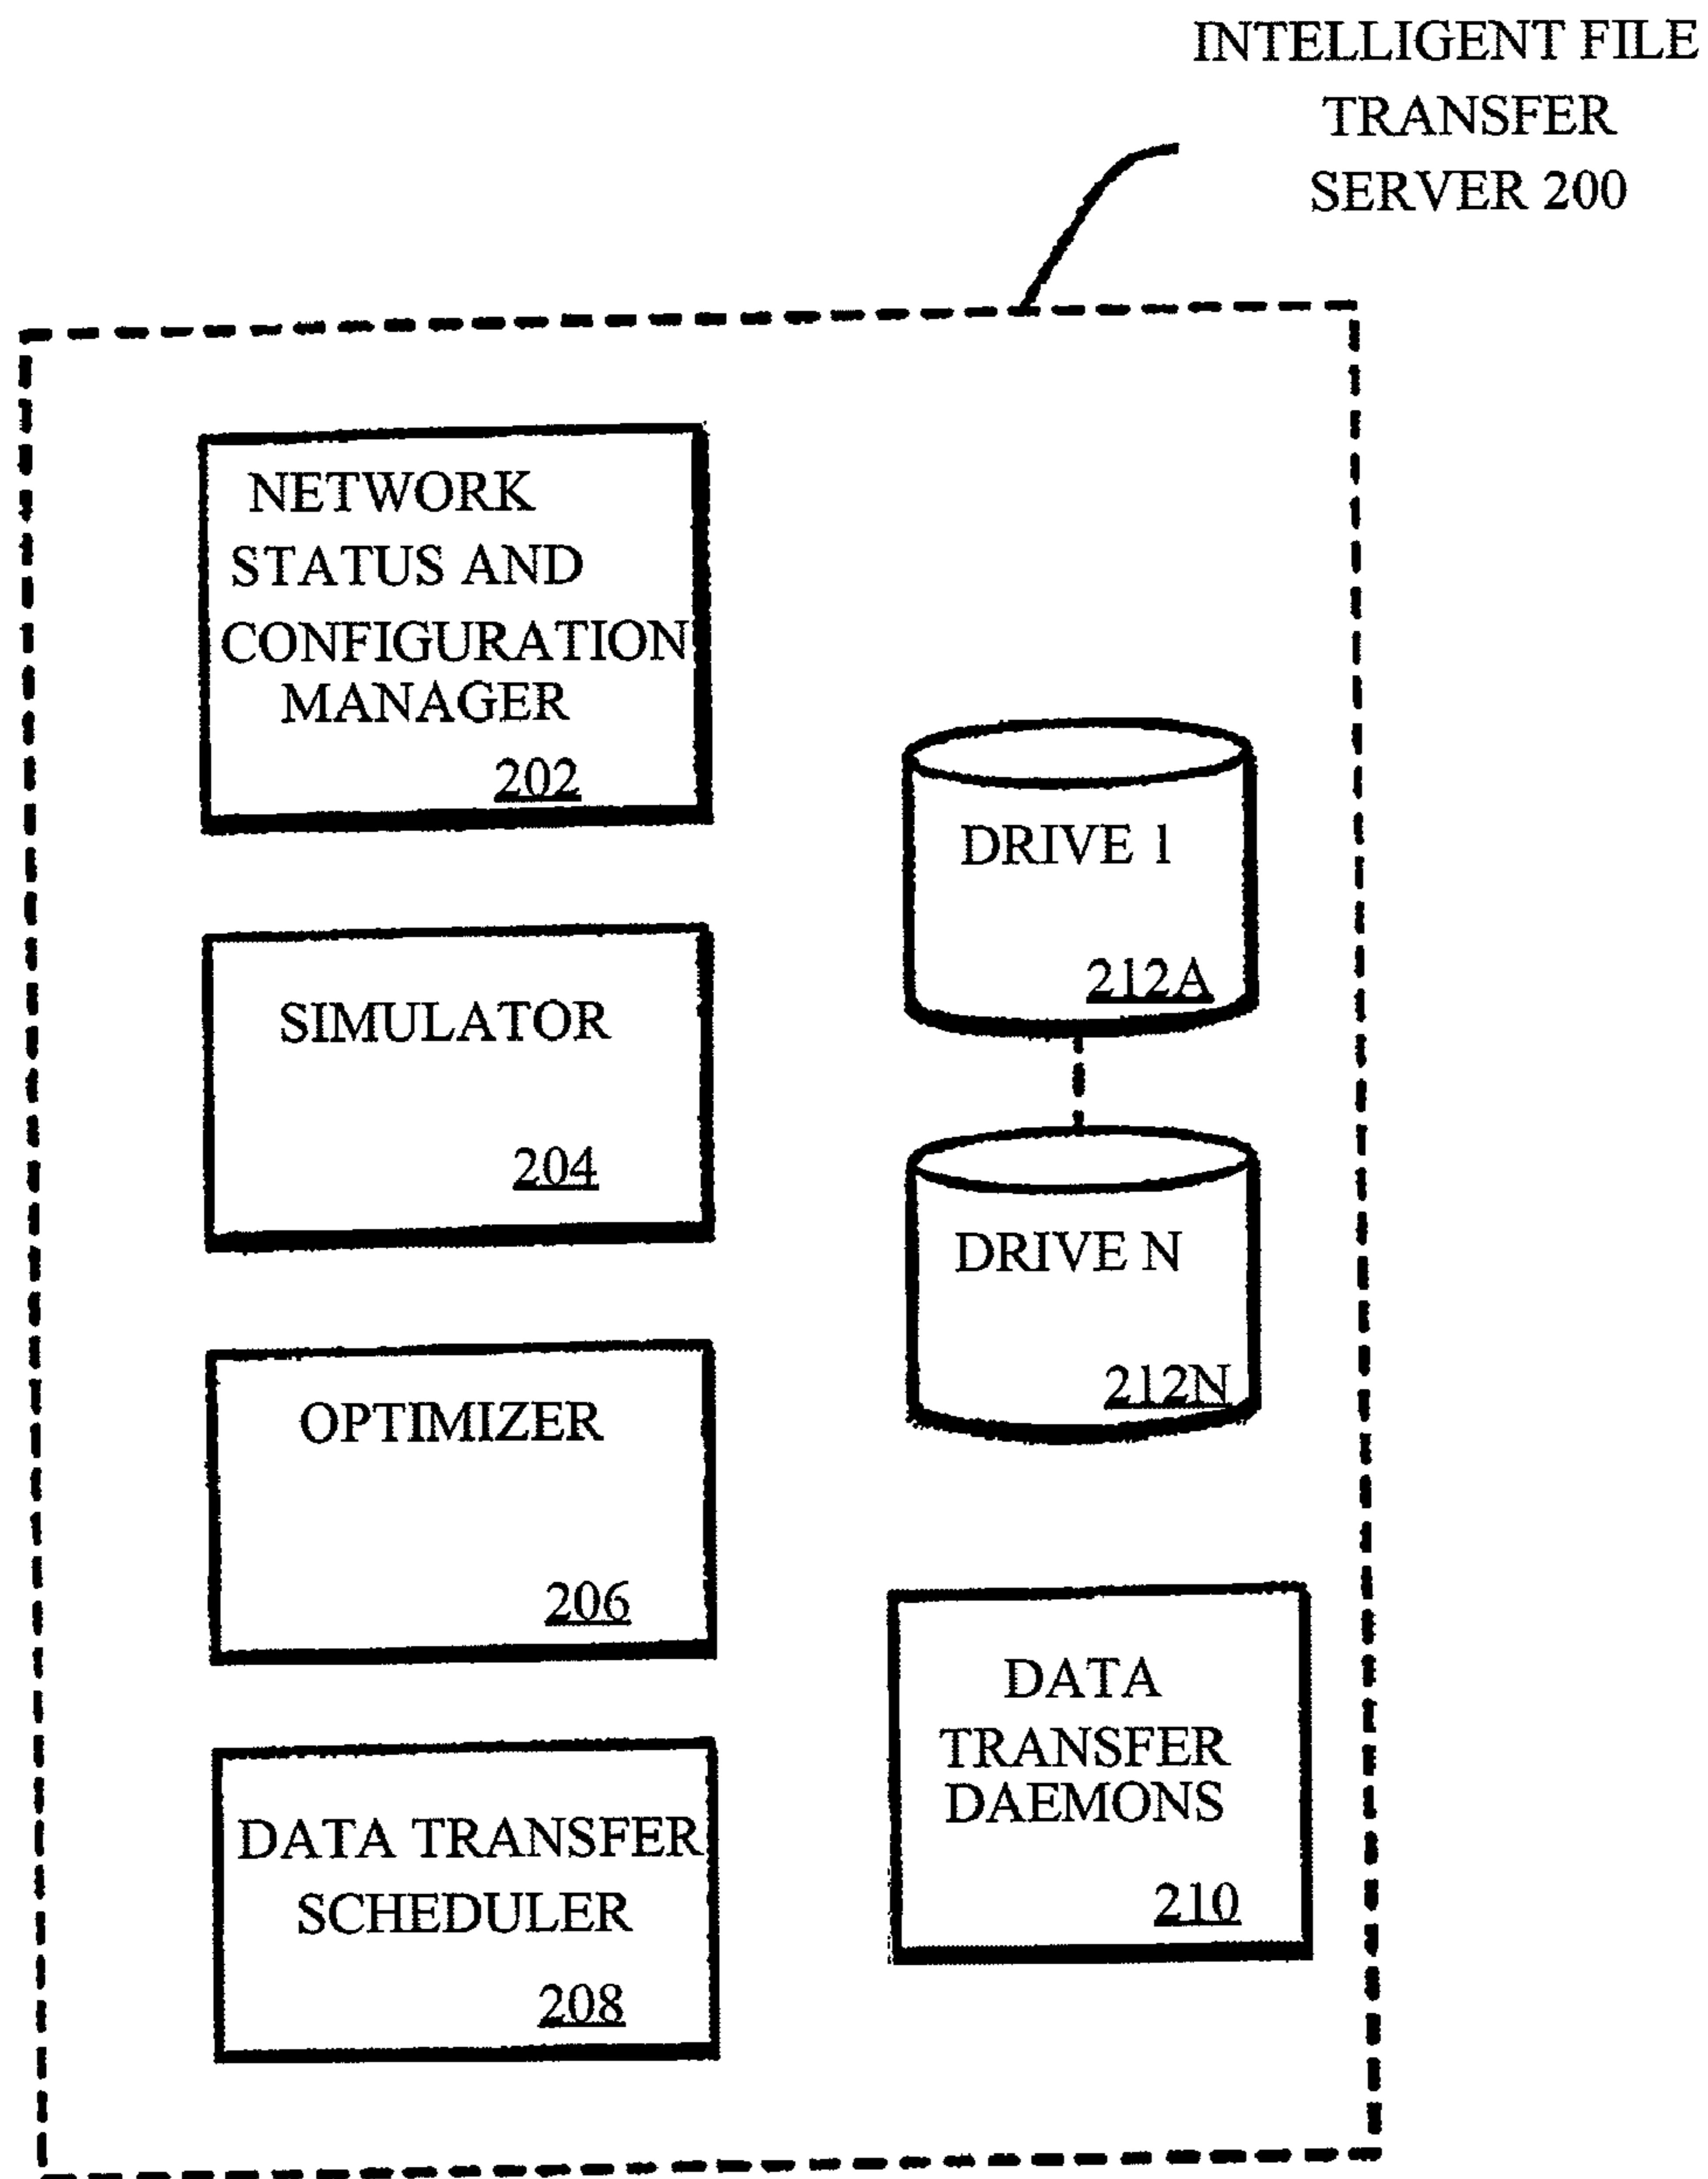 INTELLIGENT FILE
TRANSFER
SERVER 200
NETWORK
STATUS AND
CONFIGURATION
MANAGER
202
SIMULATOR
204
OPTIMIZER
206
DATA TRANSFER
SCHEDULER
208
DRIVE 1
212A
DRIVE N
212N
DATA
TRANSFER
DAEMONS
210